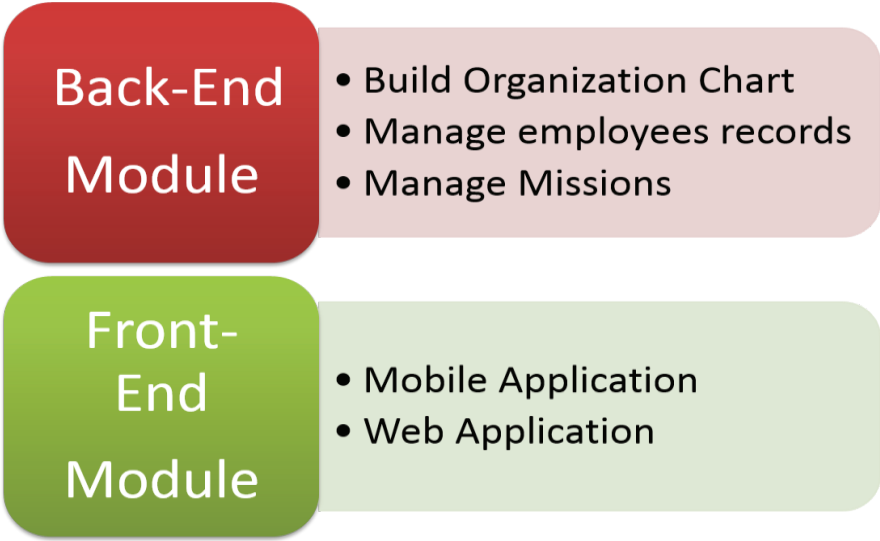 Back-End
Module
• Build Organization Chart
• Manage employees records
• Manage Missions
Front-
End
Module
• Mobile Application
• Web Application